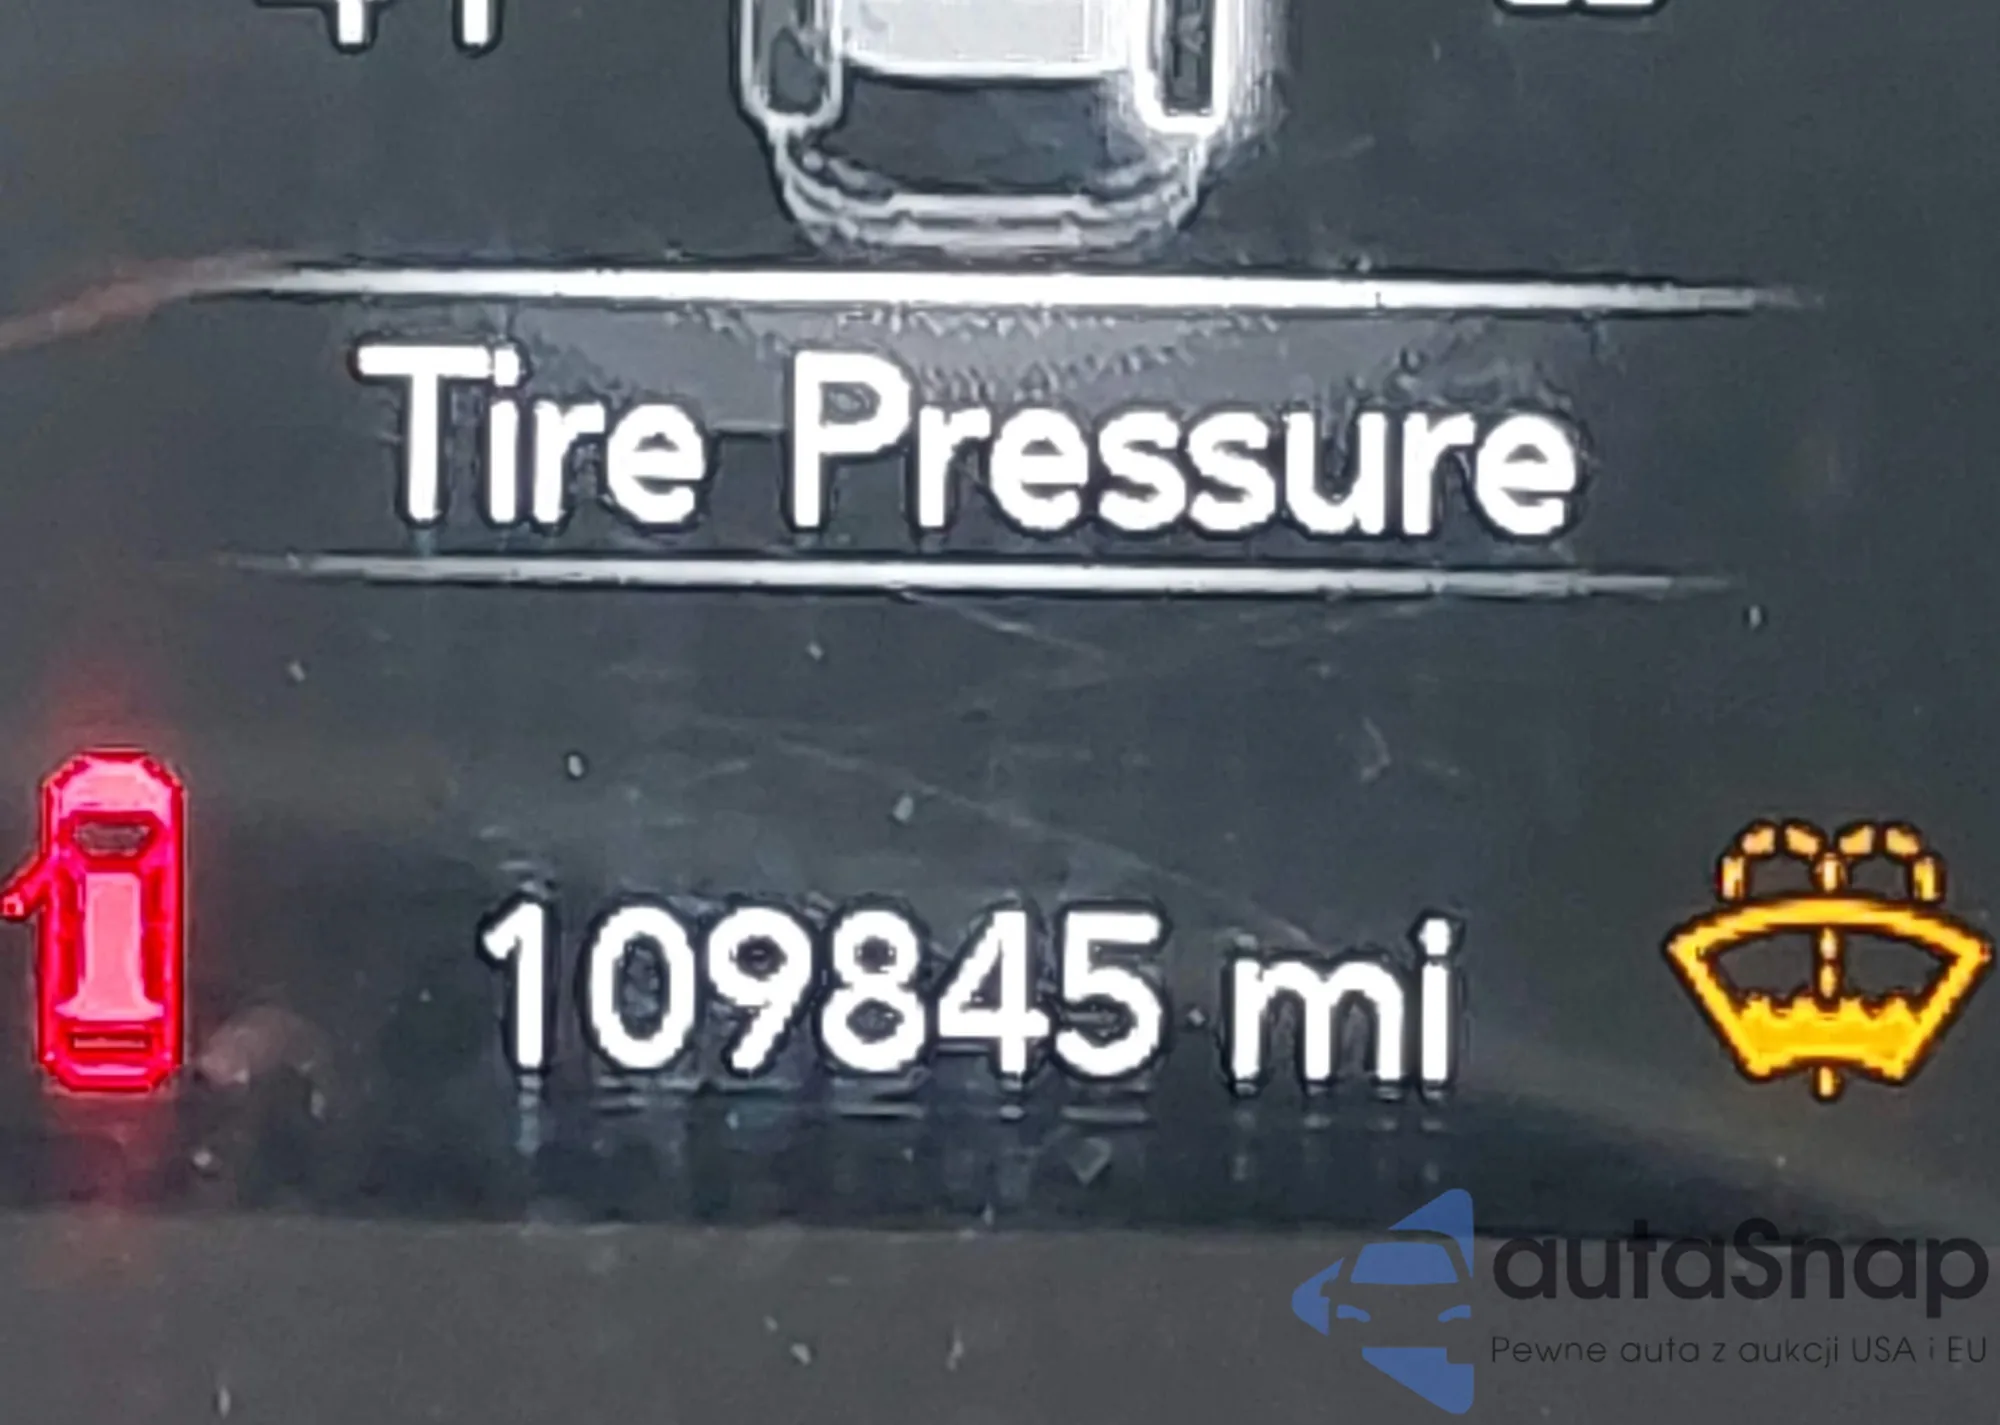 Tire Pressure
109845 mi
autaSnap
Pewne auta z aukcji USA i EU